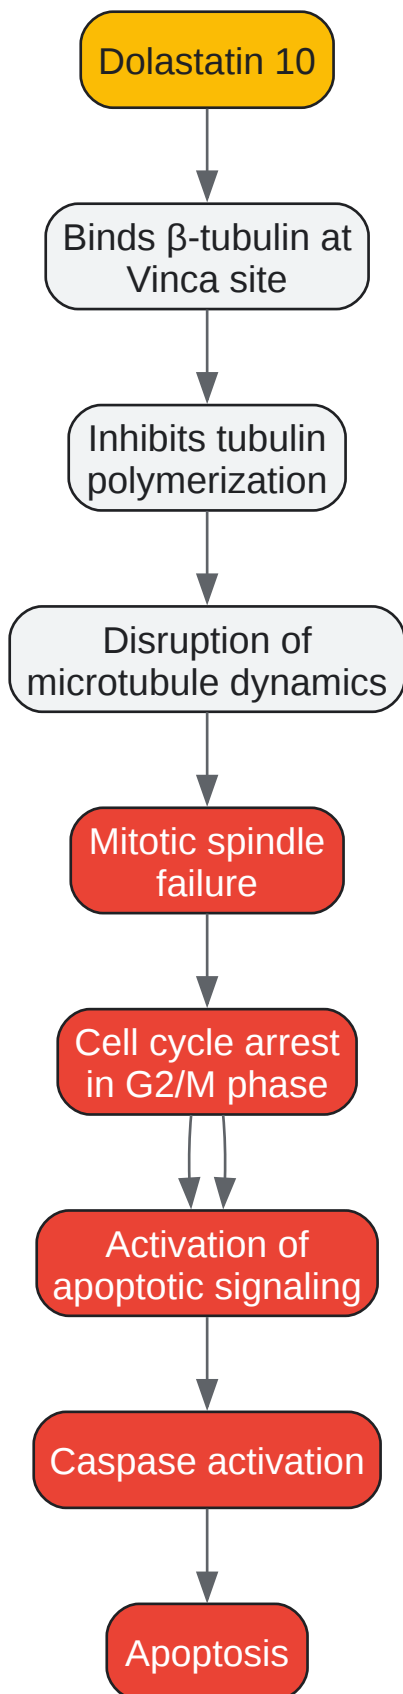 Dolastatin 10
Binds β-tubulin at
Vinca site
Inhibits tubulin
polymerization
Disruption of
microtubule dynamics
Mitotic spindle
failure
Cell cycle arrest
in G2/M phase
Activation of
apoptotic signaling
Caspase activation
Apoptosis